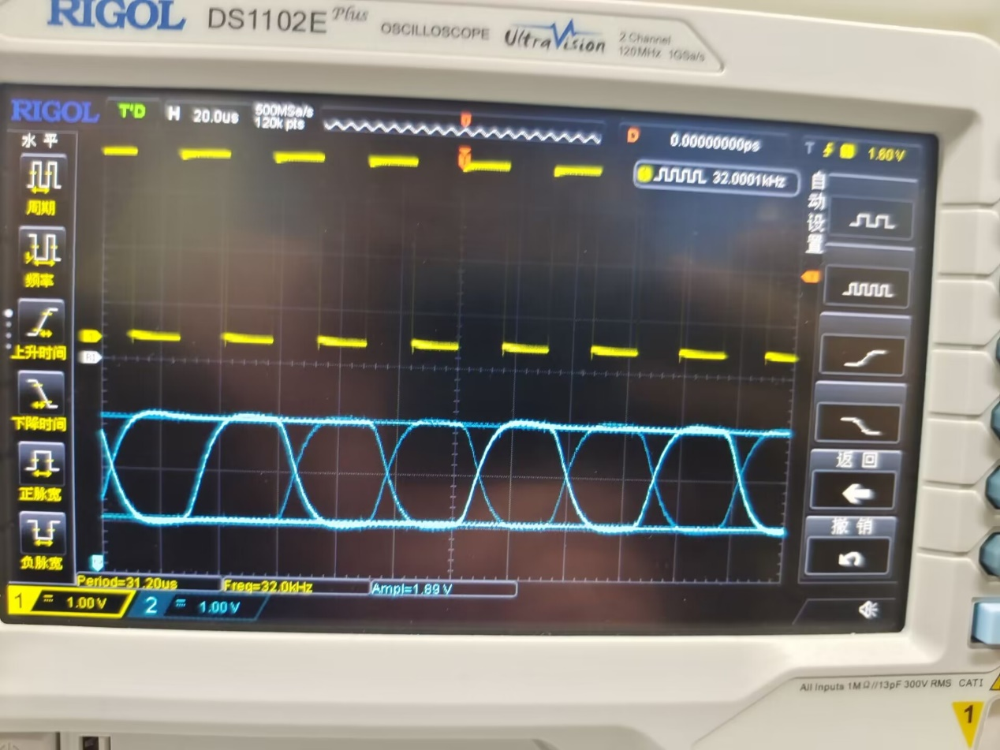 RIGOL DS1102E Plus OSCILLOSCOPE UltraVision 2 Channel
120MHz 1GSa/s
RIGOL T'D H 20.0us 500MSa/s
120k pts
D 0.00000000ps T 1 1.60V
32.0001kHz
水平
周期
频率
上升时间
下降时间
正脉宽
负脉宽
自动设置
返回
撤销
T
R1
Period=31.20us Freq=32.0kHz Ampl=1.89 V
1 1.00V 2 1.00V
All inputs 1MΩ//13pF 300V RMS CATI
1